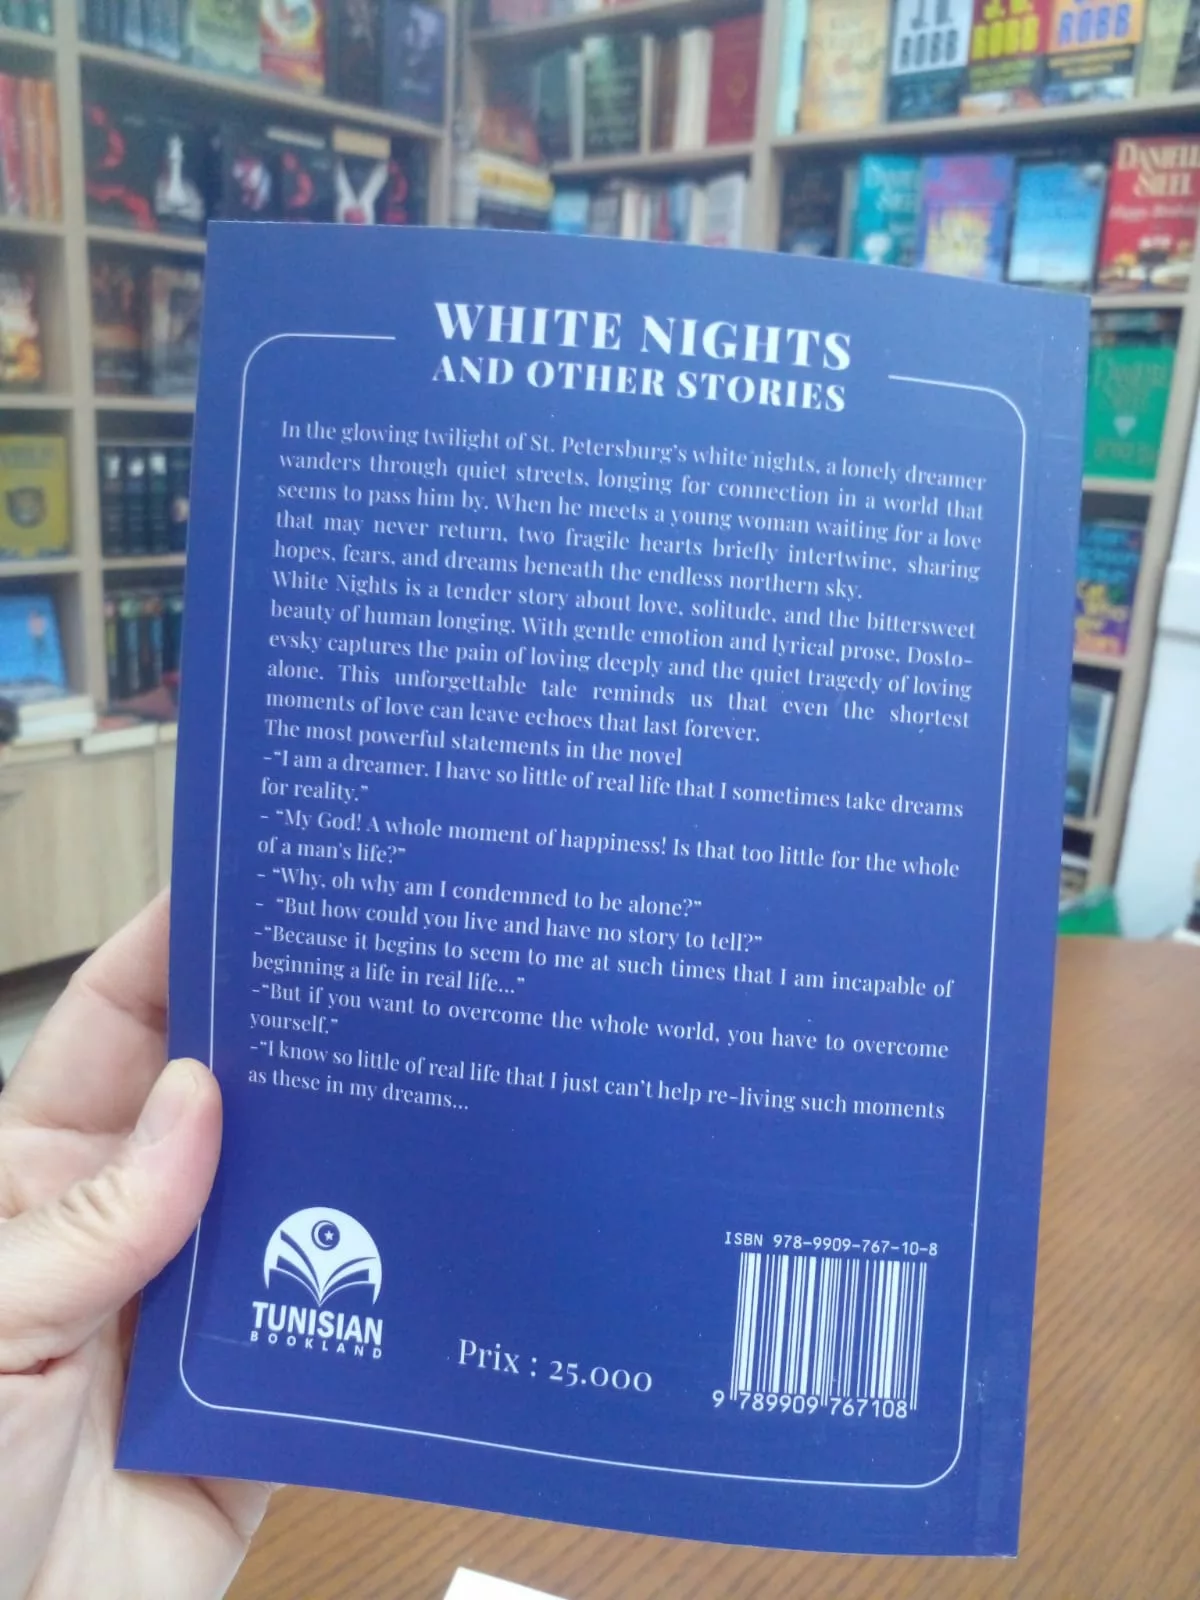 WHITE NIGHTS
AND OTHER STORIES
In the glowing twilight of St. Petersburg's white nights, a lonely dreamer
wanders through quiet streets, longing for connection in a world that
seems to pass him by. When he meets a young woman waiting for a love
that may never return, two fragile hearts briefly intertwine, sharing
hopes, fears, and dreams beneath the endless northern sky.
White Nights is a tender story about love, solitude, and the bittersweet
beauty of human longing. With gentle emotion and lyrical prose, Dosto-
evsky captures the pain of loving deeply and the quiet tragedy of loving
alone. This unforgettable tale reminds us that even the shortest
moments of love can leave echoes that last forever.
The most powerful statements in the novel
-“I am a dreamer. I have so little of real life that I sometimes take dreams
for reality.”
- “My God! A whole moment of happiness! Is that too little for the whole
of a man's life?”
- “Why, oh why am I condemned to be alone?”
- “But how could you live and have no story to tell?”
-“Because it begins to seem to me at such times that I am incapable of
beginning a life in real life...”
-“But if you want to overcome the whole world, you have to overcome
yourself.”
-“I know so little of real life that I just can't help re-living such moments
as these in my dreams...
TUNISIAN
BOOKLAND
Prix : 25.000
ISBN 978-9909-767-10-8
9 789909 767108
ROBB
ROBB
ROBB
DANIELLE
STEEL